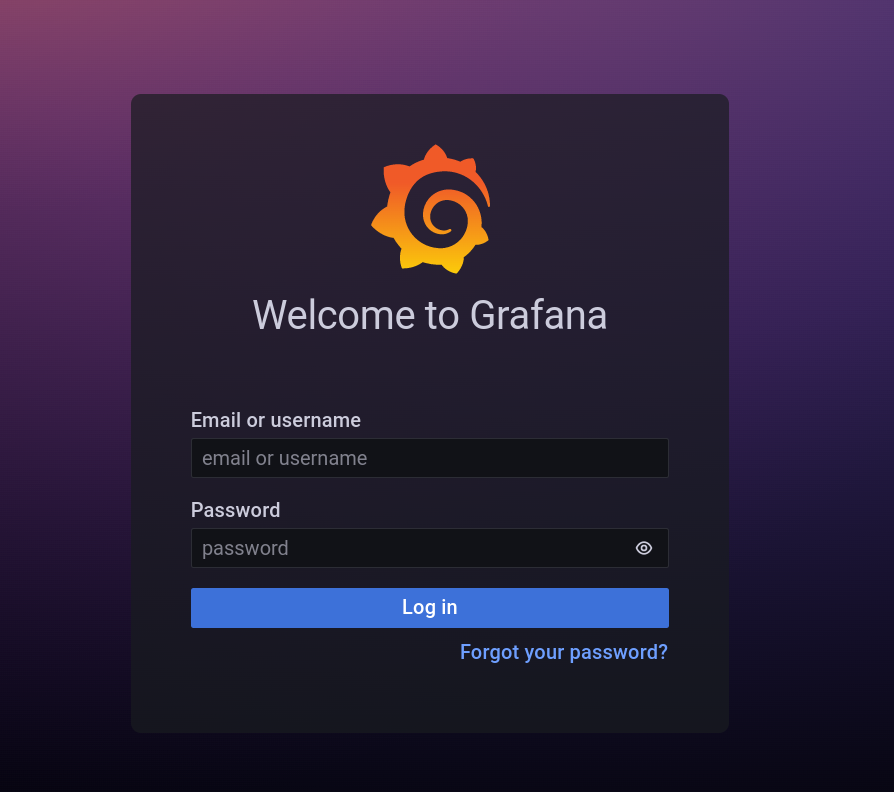 Welcome to Grafana
Email or username
email or username
Password
password
Log in
Forgot your password?